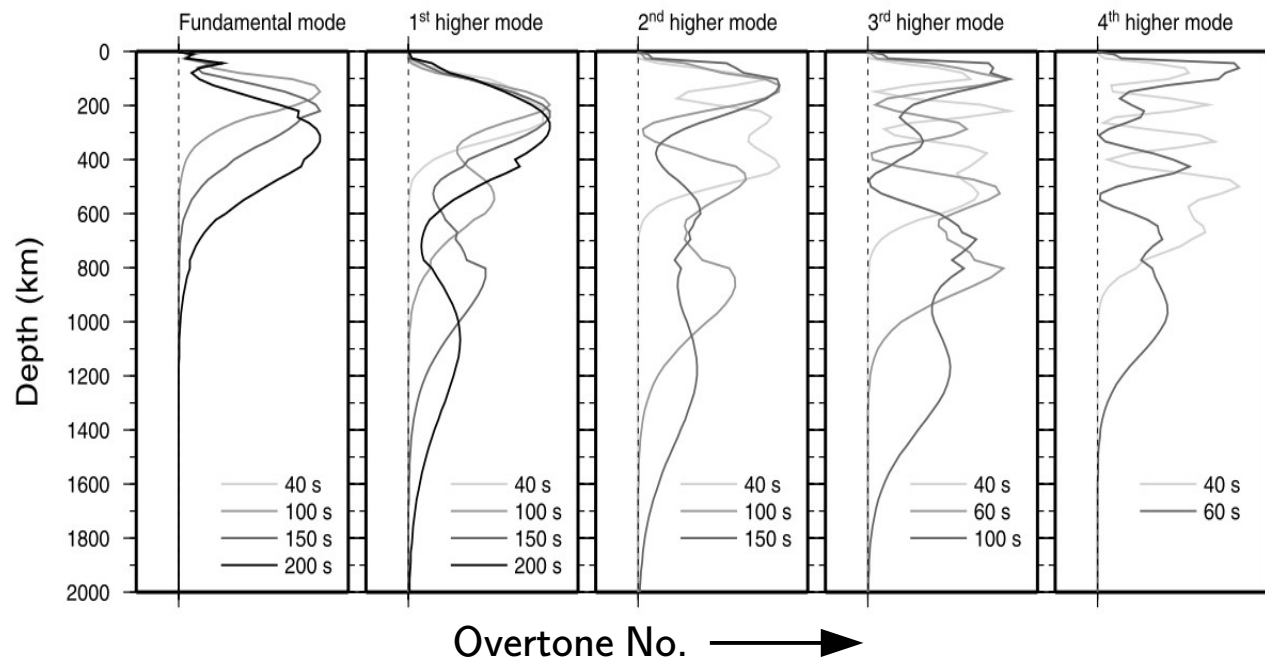 Fundamental mode
1st higher mode
2nd higher mode
3rd higher mode
4th higher mode
0
200
400
600
800
1000
1200
1400
1600
1800
2000
Depth (km)
40 s
100 s
150 s
200 s
40 s
100 s
150 s
200 s
40 s
100 s
150 s
40 s
60 s
100 s
40 s
60 s
Overtone No.